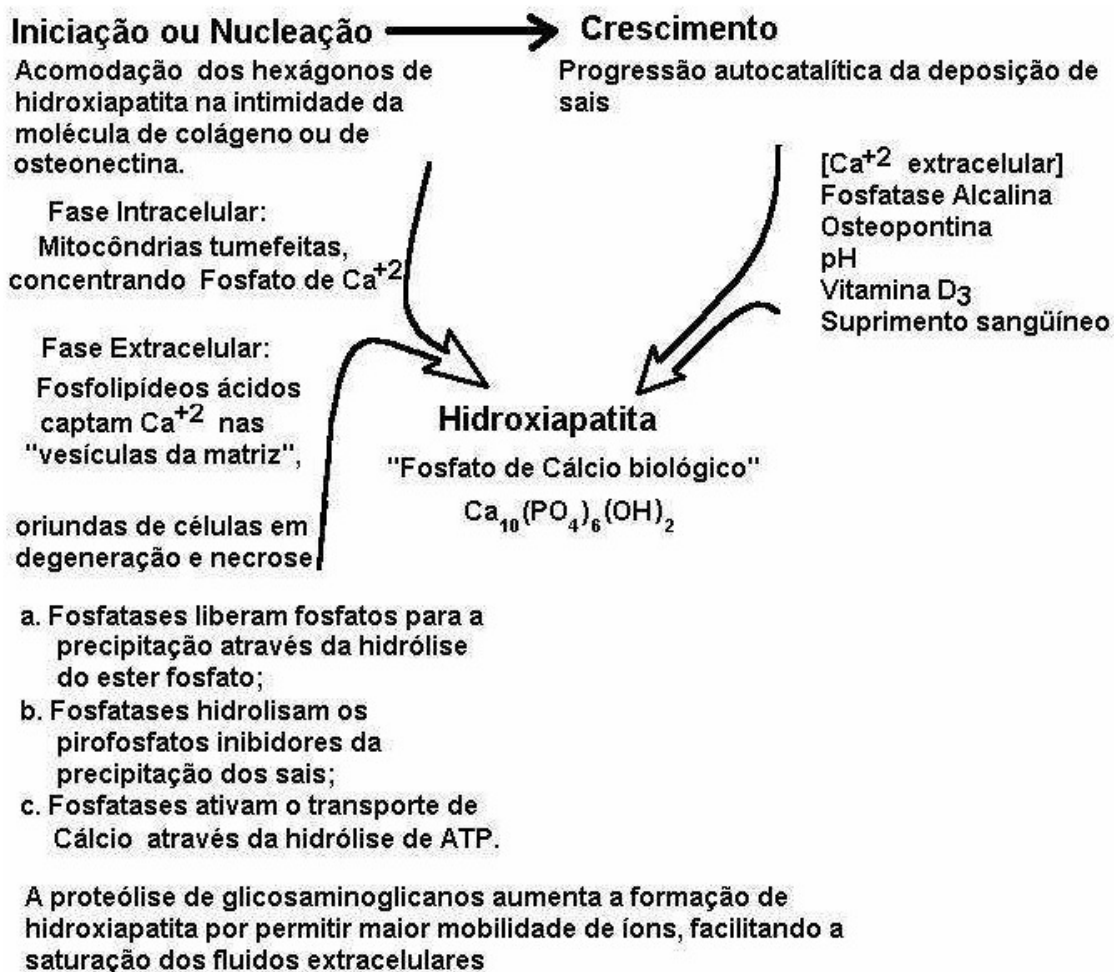 Iniciação ou Nucleação
Acomodação dos hexágonos de
hidroxiapatita na intimidade da
molécula de colágeno ou de
osteonectina.
Fase Intracelular:
Mitocôndrias tumefeitas,
concentrando Fosfato de Ca+2
Fase Extracelular:
Fosfolipídeos ácidos
captam Ca+2 nas
"vesículas da matriz",
oriundas de células em
degeneração e necrose
Crescimento
Progressão autocatalítica da deposição de
sais
[Ca+2 extracelular]
Fosfatase Alcalina
Osteopontina
pH
Vitamina D3
Suprimento sangüíneo
Hidroxiapatita
"Fosfato de Cálcio biológico"
Ca10(PO4)6(OH)2
a. Fosfatases liberam fosfatos para a
precipitação através da hidrólise
do ester fosfato;
b. Fosfatases hidrolisam os
pirofosfatos inibidores da
precipitação dos sais;
c. Fosfatases ativam o transporte de
Cálcio através da hidrólise de ATP.
A proteólise de glicosaminoglicanos aumenta a formação de
hidroxiapatita por permitir maior mobilidade de íons, facilitando a
saturação dos fluidos extracelulares